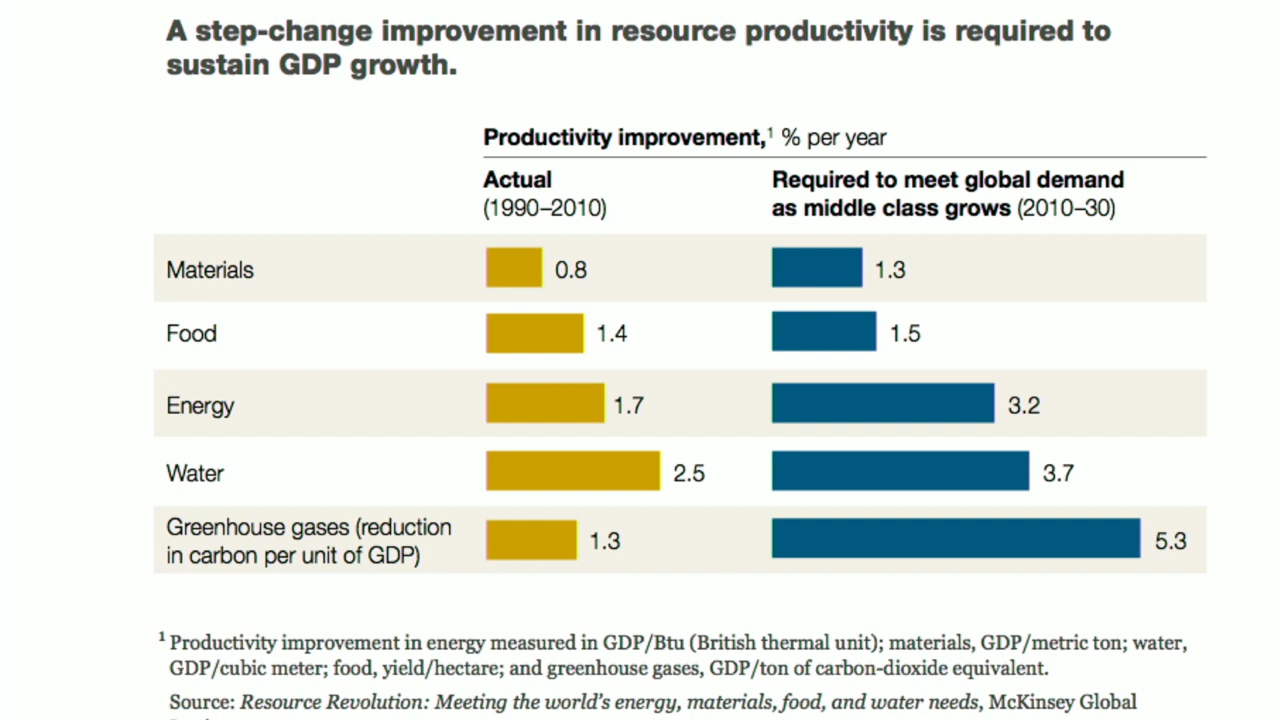 A step-change improvement in resource productivity is required to
sustain GDP growth.
Productivity improvement,¹ % per year
Actual
(1990–2010)
Required to meet global demand
as middle class grows (2010–30)
Materials
0.8
1.3
Food
1.4
1.5
Energy
1.7
3.2
Water
2.5
3.7
Greenhouse gases (reduction
in carbon per unit of GDP)
1.3
5.3
¹ Productivity improvement in energy measured in GDP/Btu (British thermal unit); materials, GDP/metric ton; water,
GDP/cubic meter; food, yield/hectare; and greenhouse gases, GDP/ton of carbon-dioxide equivalent.
Source: Resource Revolution: Meeting the world's energy, materials, food, and water needs, McKinsey Global